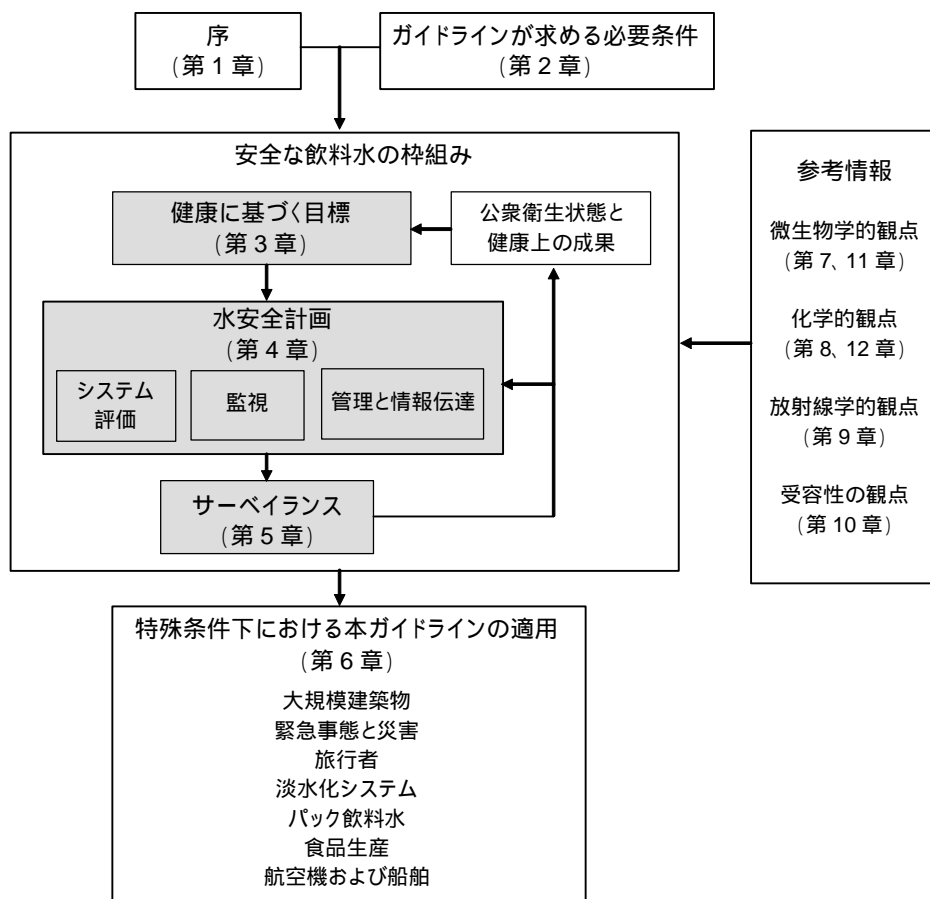 序
(第 1 章)
ガイドラインが求める必要条件
(第 2 章)
安全な飲料水の枠組み
健康に基づく目標
(第 3 章)
公衆衛生状態と
健康上の成果
水安全計画
(第 4 章)
システム
評価
監視
管理と情報伝達
サーベイランス
(第 5 章)
参考情報
微生物学的観点
(第 7、11 章)
化学的観点
(第 8、12 章)
放射線学的観点
(第 9 章)
受容性の観点
(第 10 章)
特殊条件下における本ガイドラインの適用
(第 6 章)
大規模建築物
緊急事態と災害
旅行者
淡水化システム
パック飲料水
食品生産
航空機および船舶